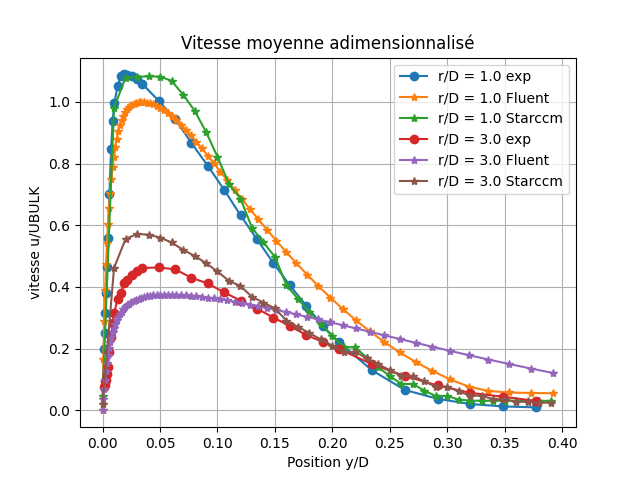 Vitesse moyenne adimensionnalisé
r/D = 1.0 exp
r/D = 1.0 Fluent
r/D = 1.0 Starccm
r/D = 3.0 exp
r/D = 3.0 Fluent
r/D = 3.0 Starccm
vitesse u/UBULK
1.0
0.8
0.6
0.4
0.2
0.0
0.00 0.05 0.10 0.15 0.20 0.25 0.30 0.35 0.40
Position y/D